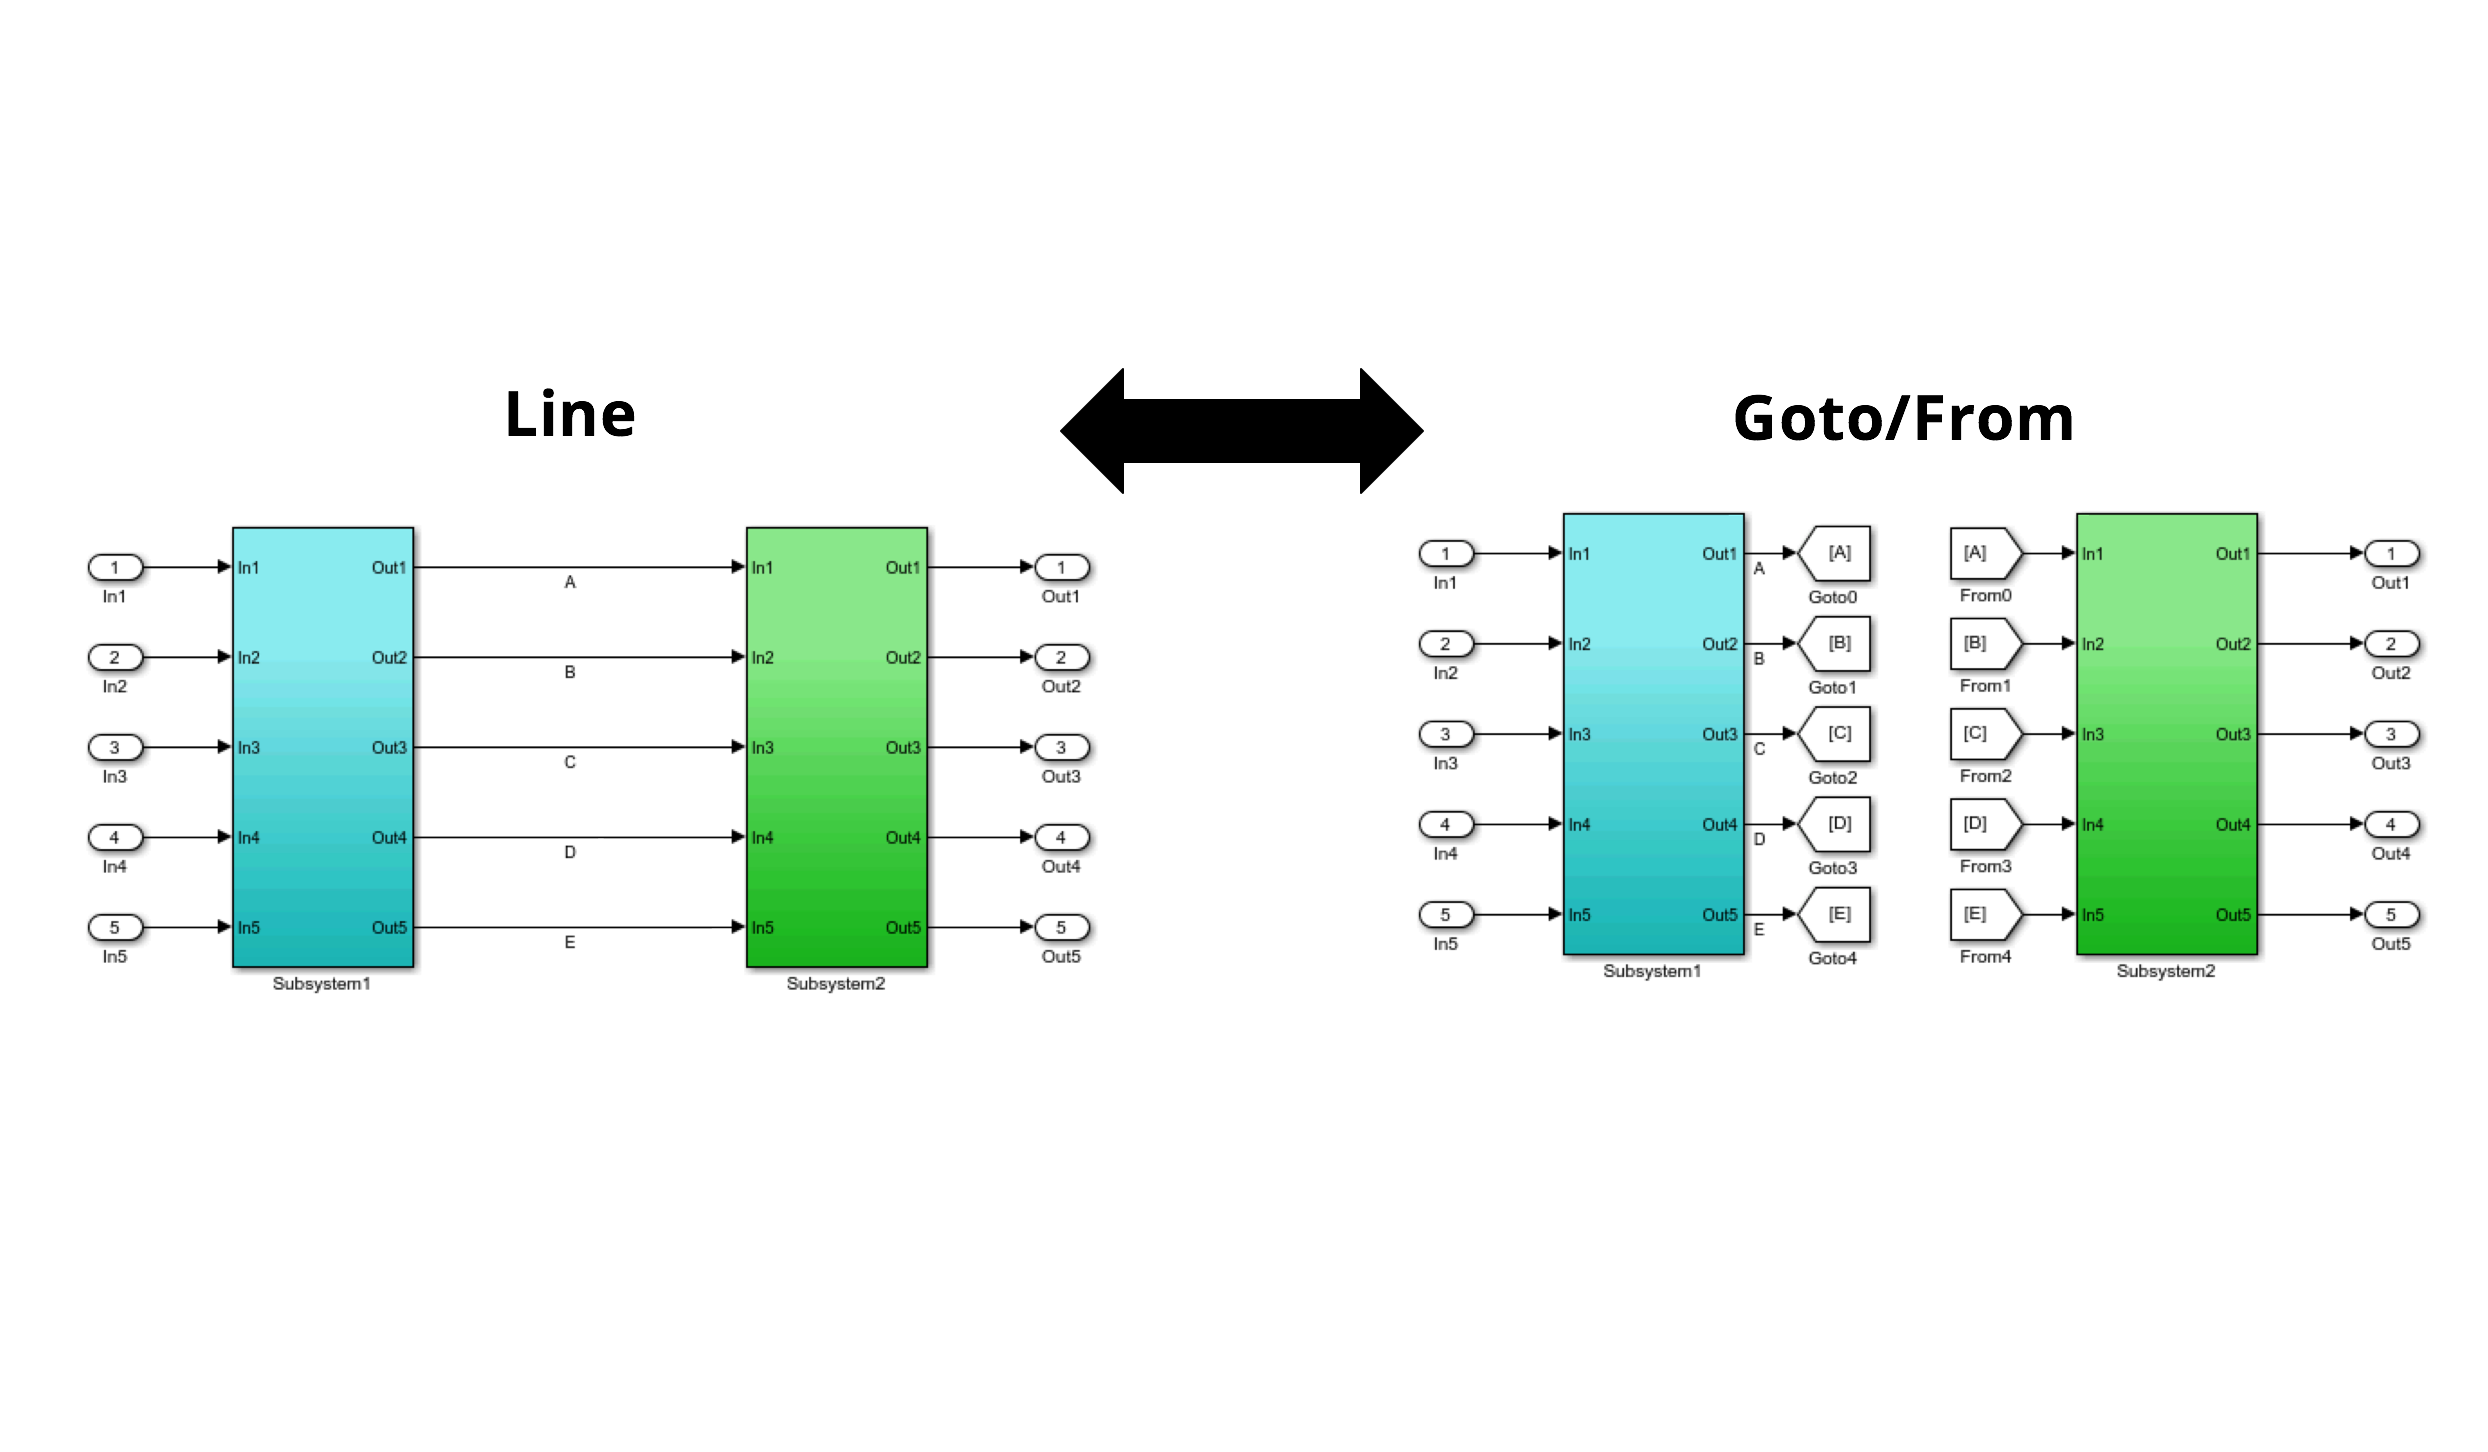 Line
Goto/From
1 In1 Out1 A In1 Out1 1
In1 Out1
2 In2 Out2 B In2 Out2 2
In2 Out2
3 In3 Out3 C In3 Out3 3
In3 Out3
4 In4 Out4 D In4 Out4 4
In4 Out4
5 In5 Out5 E In5 Out5 5
In5 Out5
Subsystem1 Subsystem2
1 In1 Out1 A [A] [A] In1 Out1 1
In1 Goto0 From0 Out1
2 In2 Out2 B [B] [B] In2 Out2 2
In2 Goto1 From1 Out2
3 In3 Out3 C [C] [C] In3 Out3 3
In3 Goto2 From2 Out3
4 In4 Out4 D [D] [D] In4 Out4 4
In4 Goto3 From3 Out4
5 In5 Out5 E [E] [E] In5 Out5 5
In5 Goto4 From4 Out5
Subsystem1 Subsystem2